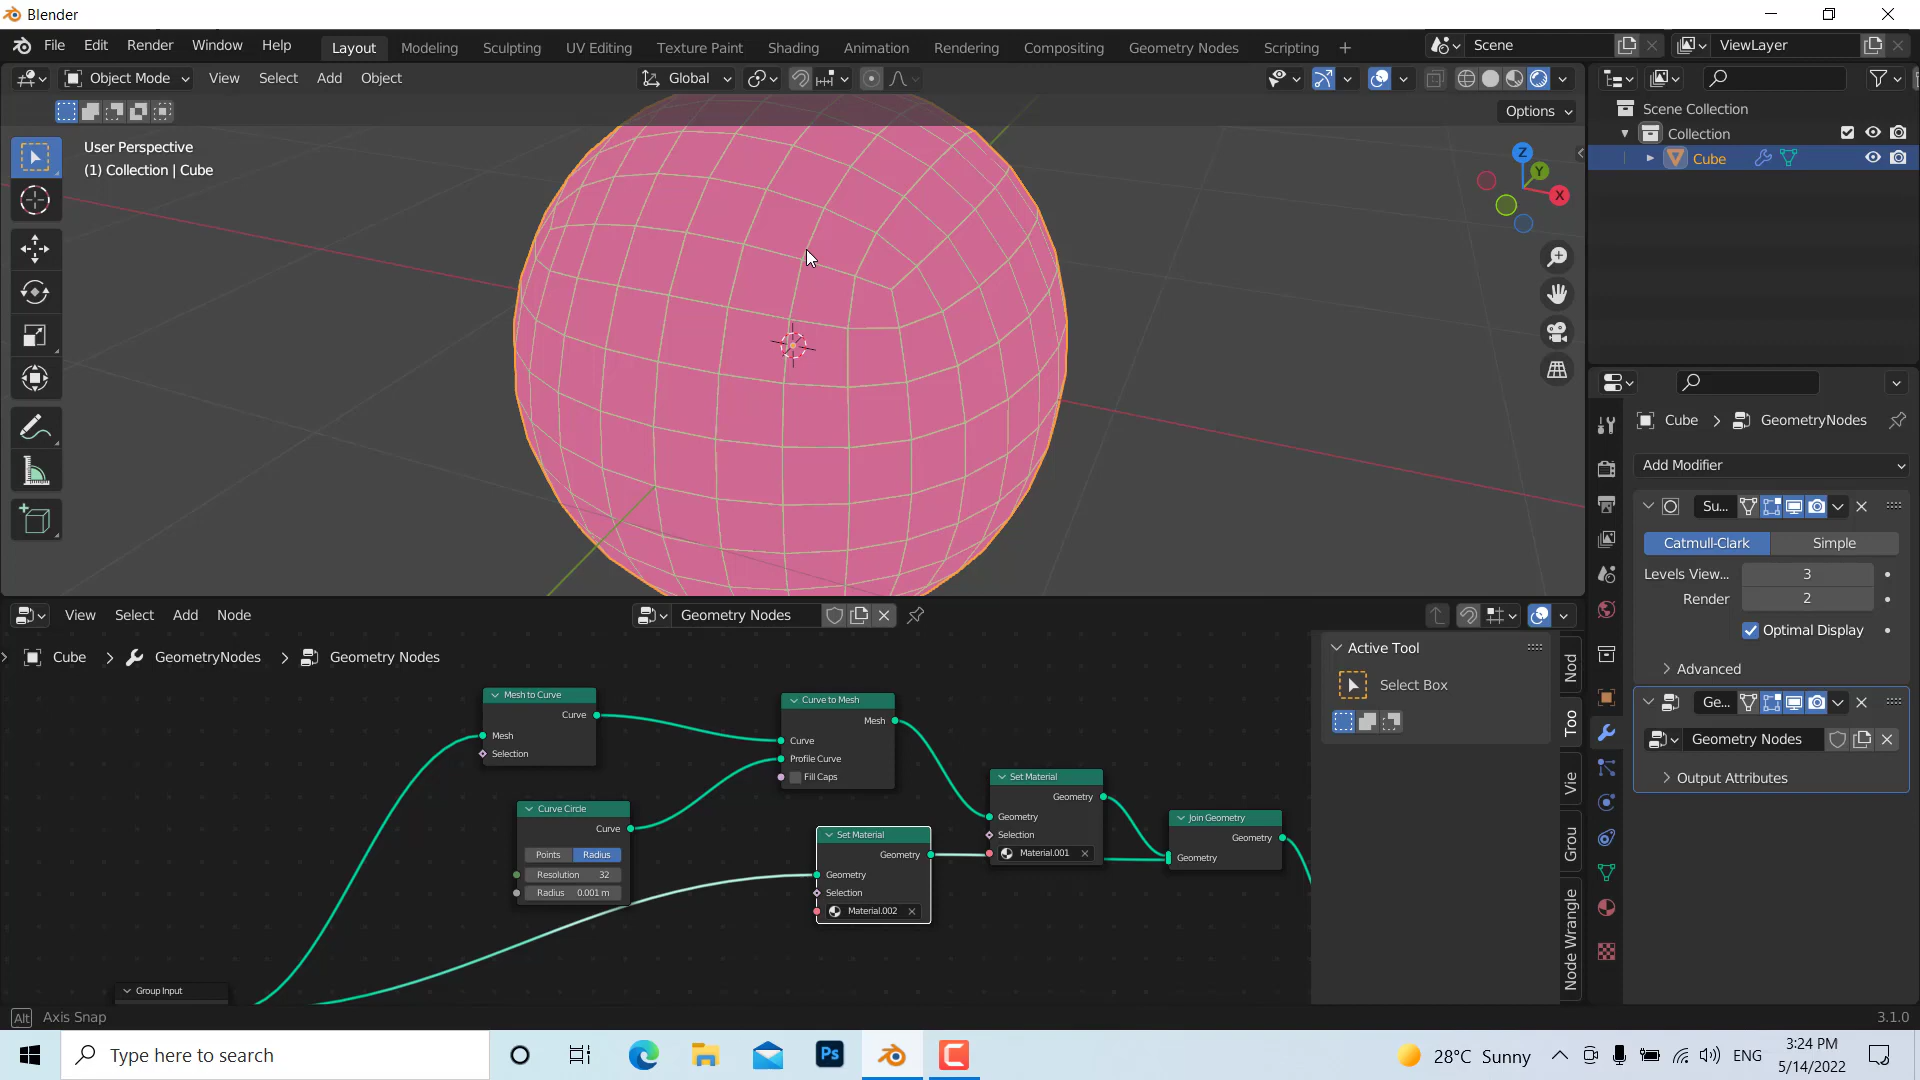 Blender
File Edit Render Window Help
Layout Modeling Sculpting UV Editing Texture Paint Shading Animation Rendering Compositing Geometry Nodes Scripting +
Scene
ViewLayer
Object Mode View Select Add Object
Global
Options
User Perspective
(1) Collection | Cube
Z
Y
X
Scene Collection
Collection
Cube
Cube > GeometryNodes
Add Modifier
Su...
Catmull-Clark Simple
Levels View... 3
Render 2
Optimal Display
Advanced
Ge...
Geometry Nodes
Output Attributes
View Select Add Node
Geometry Nodes
Cube > GeometryNodes > Geometry Nodes
Mesh to Curve
Curve
Mesh
Selection
Curve Circle
Curve
Points Radius
Resolution 32
Radius 0.001 m
Curve to Mesh
Mesh
Curve
Profile Curve
Fill Caps
Set Material
Geometry
Geometry
Selection
Material.002
Set Material
Geometry
Geometry
Selection
Material.001
Join Geometry
Geometry
Geometry
Group Input
Active Tool
Select Box
Nod
Too
Vie
Grou
Node Wrangle
Alt Axis Snap
3.1.0
Type here to search
Ps
28°C Sunny
ENG
3:24 PM
5/14/2022